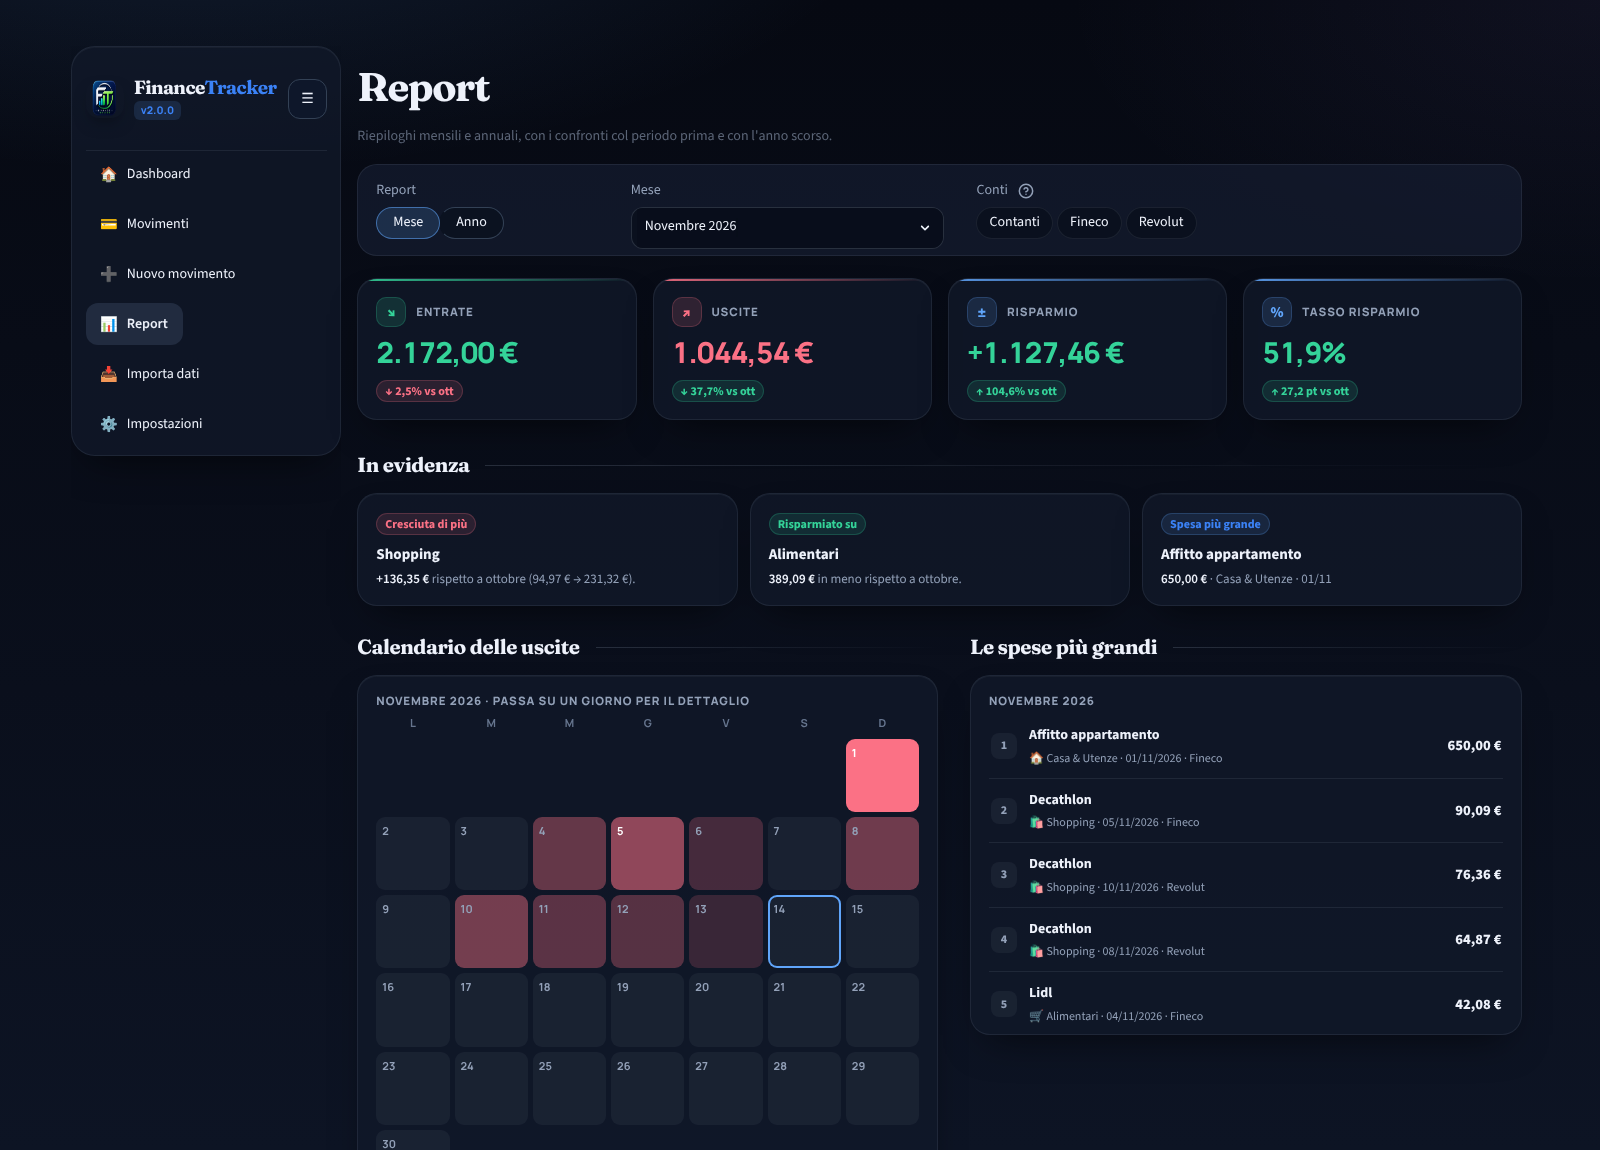 FinanceTracker
v2.0.0
Dashboard
Movimenti
Nuovo movimento
Report
Importa dati
Impostazioni
Report
Riepiloghi mensili e annuali, con i confronti col periodo prima e con l'anno scorso.
Report
Mese Anno
Mese
Novembre 2026
Conti ?
Contanti Fineco Revolut
ENTRATE
2.172,00 €
↓ 2,5% vs ott
USCITE
1.044,54 €
↓ 37,7% vs ott
± RISPARMIO
+1.127,46 €
↑ 104,6% vs ott
% TASSO RISPARMIO
51,9%
↑ 27,2 pt vs ott
In evidenza
Cresciuta di più
Shopping
+136,35 € rispetto a ottobre (94,97 € → 231,32 €).
Risparmiato su
Alimentari
389,09 € in meno rispetto a ottobre.
Spesa più grande
Affitto appartamento
650,00 € · Casa & Utenze · 01/11
Calendario delle uscite
NOVEMBRE 2026 · PASSA SU UN GIORNO PER IL DETTAGLIO
L M M G V S D
1
2 3 4 5 6 7 8
9 10 11 12 13 14 15
16 17 18 19 20 21 22
23 24 25 26 27 28 29
30
Le spese più grandi
NOVEMBRE 2026
1 Affitto appartamento 650,00 €
Casa & Utenze · 01/11/2026 · Fineco
2 Decathlon 90,09 €
Shopping · 05/11/2026 · Fineco
3 Decathlon 76,36 €
Shopping · 10/11/2026 · Revolut
4 Decathlon 64,87 €
Shopping · 08/11/2026 · Revolut
5 Lidl 42,08 €
Alimentari · 04/11/2026 · Fineco